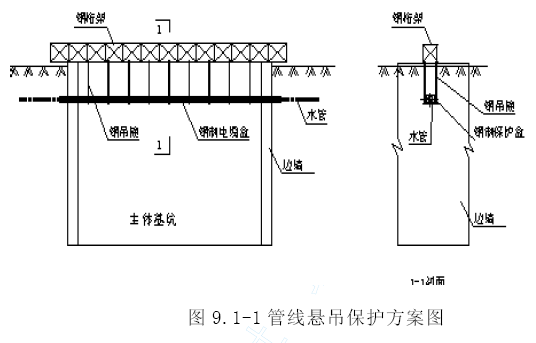 钢桁架
1
钢吊筋
钢制电缆盒
水管
1
边墙
主体基坑
钢桁架
钢吊筋
钢制保护盒
水管
边墙
1-1剖面
图 9.1-1 管线悬吊保护方案图